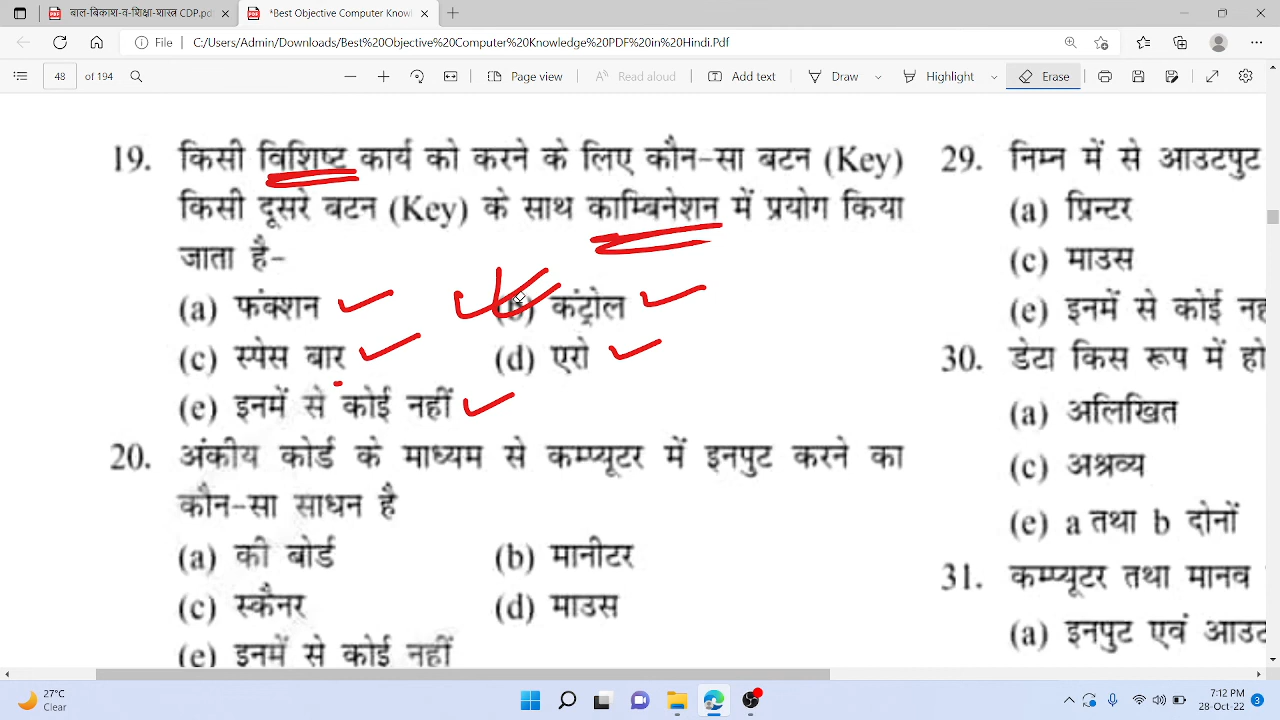 बाल-विकास-व-शिक्षा-शास्त्र CDP.pdf
*Best Objective Computer Knowl
File C:/Users/Admin/Downloads/Best%20Objective%20Computer%20Knowledge%20PDF%20in%20Hindi.Pdf
48 of 194 Page view Read aloud Add text Draw Highlight Erase
19. किसी विशिष्ट कार्य को करने के लिए कौन-सा बटन (Key)
किसी दूसरे बटन (Key) के साथ काम्बिनेशन में प्रयोग किया
जाता है-
(a) फंक्शन (b) कंट्रोल
(c) स्पेस बार (d) एरो
(e) इनमें से कोई नहीं
20. अंकीय कोर्ड के माध्यम से कम्प्यूटर में इनपुट करने का
कौन-सा साधन है
(a) की बोर्ड (b) मानीटर
(c) स्कैनर (d) माउस
(e) इनमें से कोई नहीं
29. निम्न में से आउटपुट
(a) प्रिन्टर
(c) माउस
(e) इनमें से कोई नह
30. डेटा किस रूप में हो
(a) अलिखित
(c) अश्रव्य
(e) a तथा b दोनों
31. कम्प्यूटर तथा मानव
(a) इनपुट एवं आउट
27°C
Clear
7:12 PM
28-Oct-22
3